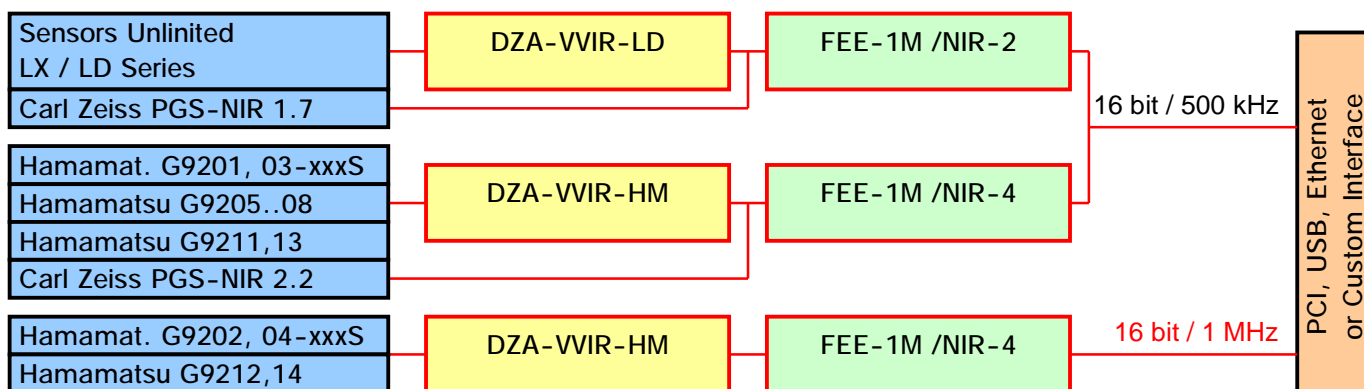 Sensors Unlinited
LX / LD Series
Carl Zeiss PGS-NIR 1.7
DZA-VVIR-LD
FEE-1M /NIR-2
16 bit / 500 kHz
Hamamat. G9201, 03-xxxS
Hamamatsu G9205..08
Hamamatsu G9211,13
Carl Zeiss PGS-NIR 2.2
DZA-VVIR-HM
FEE-1M /NIR-4
Hamamat. G9202, 04-xxxS
Hamamatsu G9212,14
DZA-VVIR-HM
FEE-1M /NIR-4
16 bit / 1 MHz
PCI, USB, Ethernet
or Custom Interface